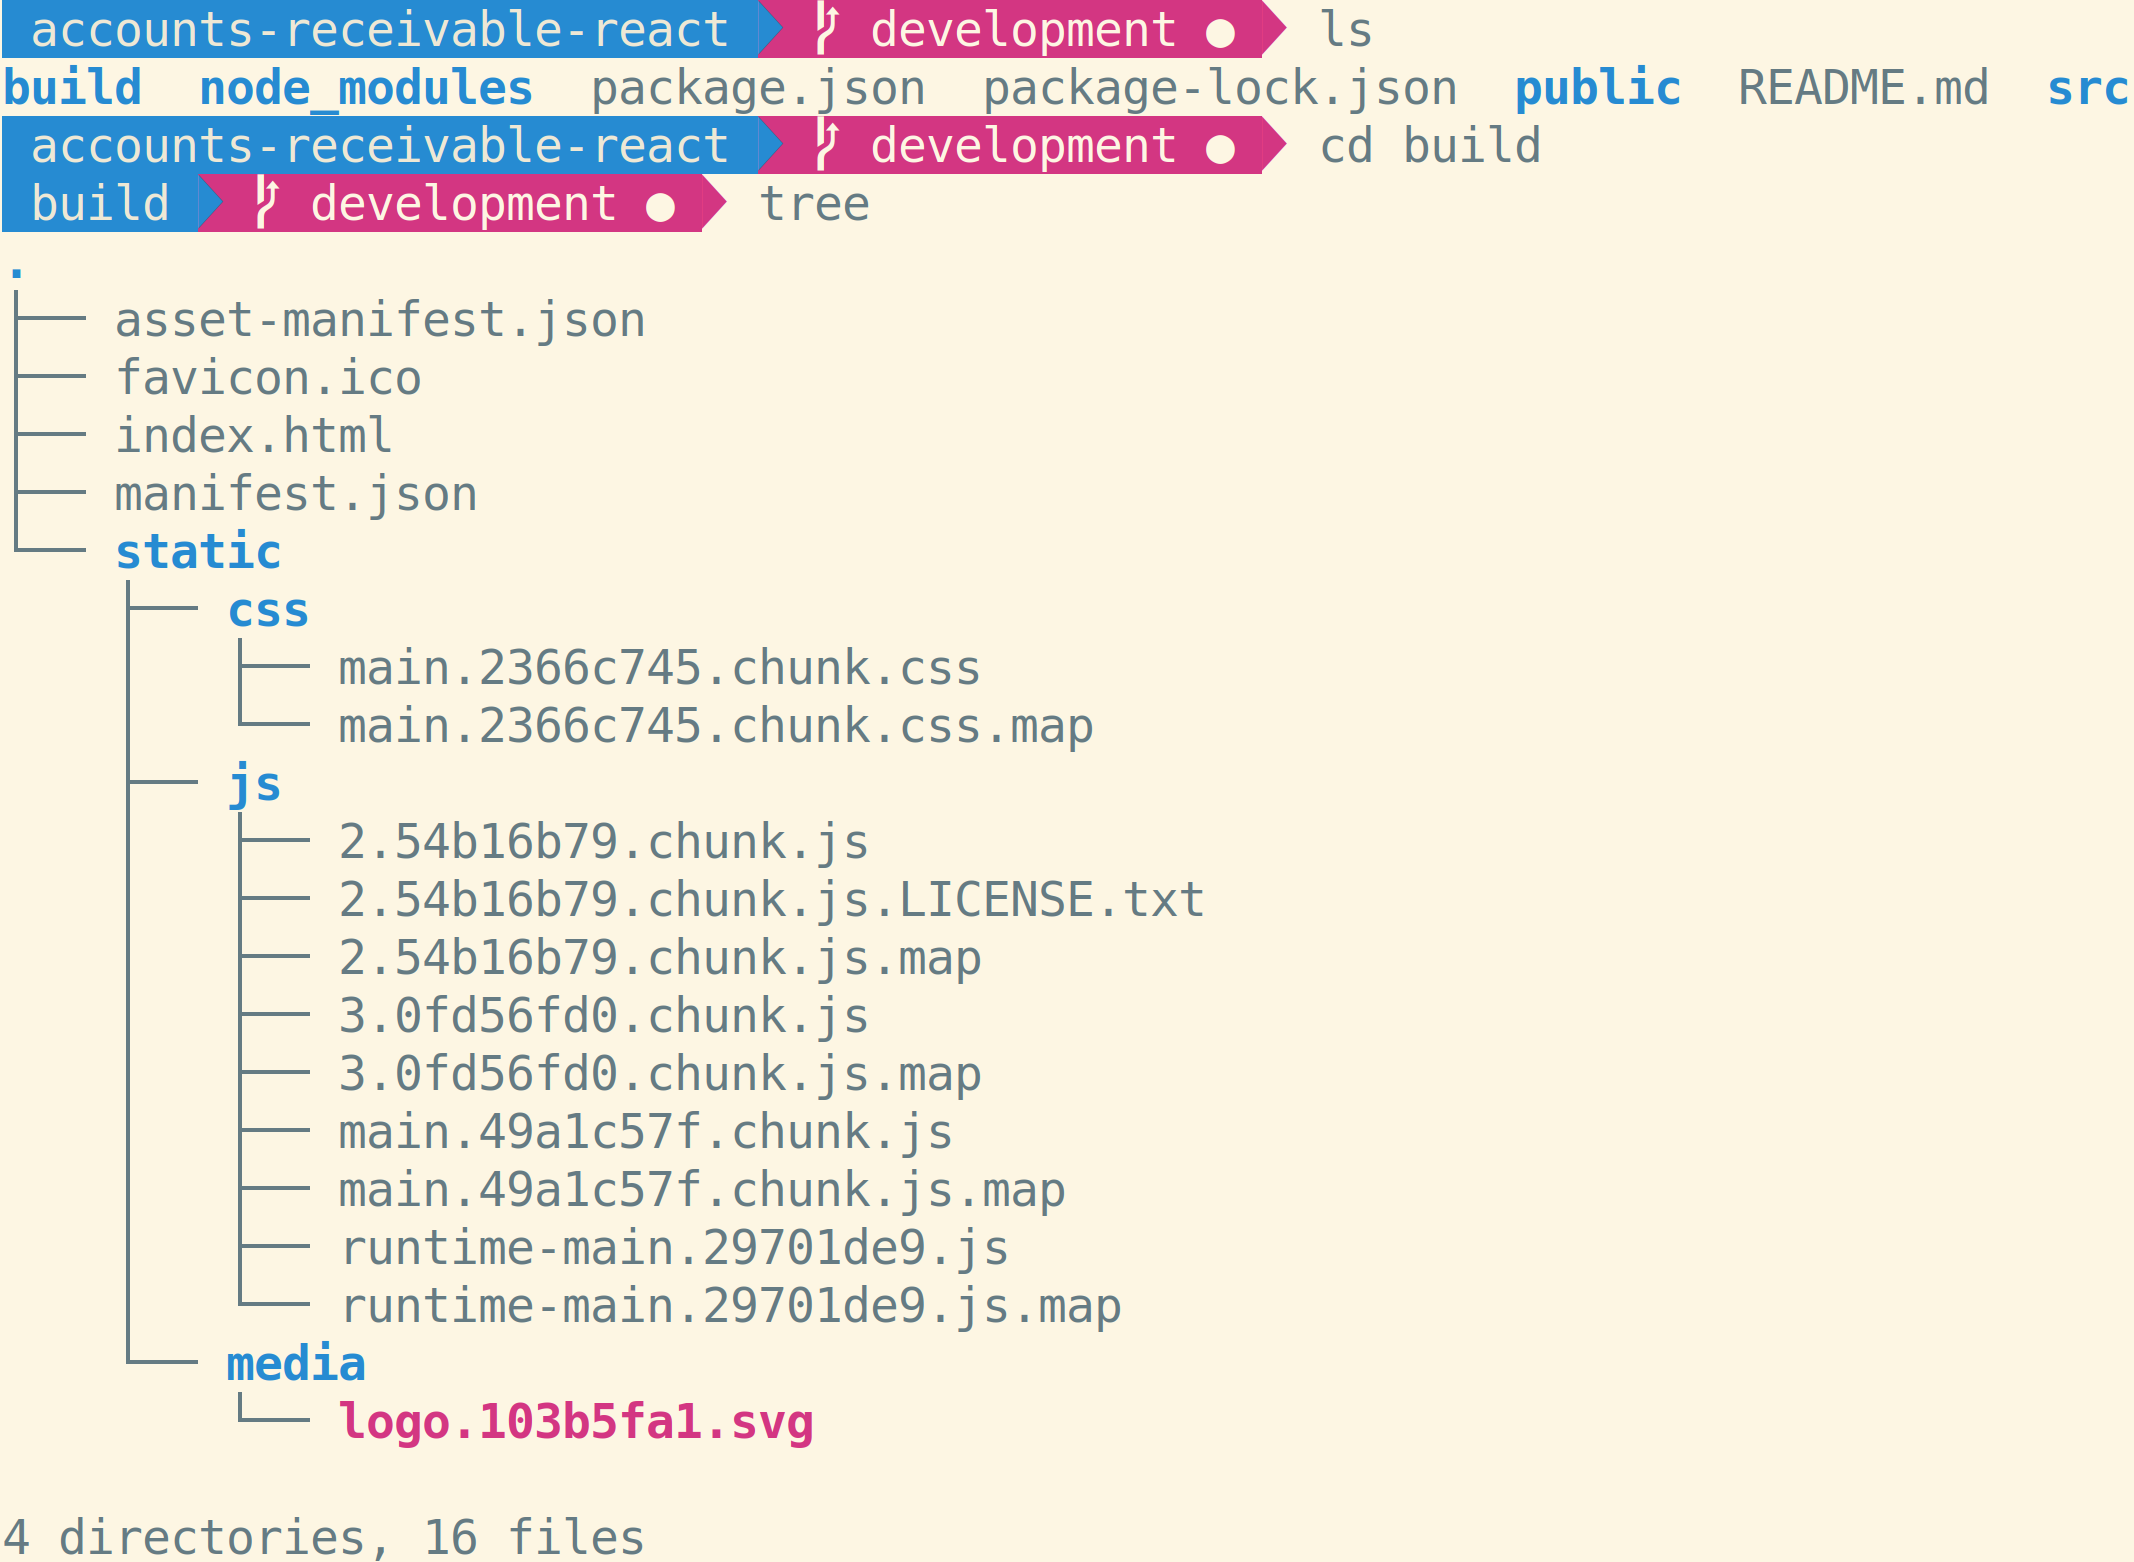 accounts-receivable-react development ● ls
build node_modules package.json package-lock.json public README.md src
accounts-receivable-react development ● cd build
build development ● tree
.
├── asset-manifest.json
├── favicon.ico
├── index.html
├── manifest.json
└── static
    ├── css
    │   ├── main.2366c745.chunk.css
    │   └── main.2366c745.chunk.css.map
    ├── js
    │   ├── 2.54b16b79.chunk.js
    │   ├── 2.54b16b79.chunk.js.LICENSE.txt
    │   ├── 2.54b16b79.chunk.js.map
    │   ├── 3.0fd56fd0.chunk.js
    │   ├── 3.0fd56fd0.chunk.js.map
    │   ├── main.49a1c57f.chunk.js
    │   ├── main.49a1c57f.chunk.js.map
    │   ├── runtime-main.29701de9.js
    │   └── runtime-main.29701de9.js.map
    └── media
        └── logo.103b5fa1.svg
4 directories, 16 files